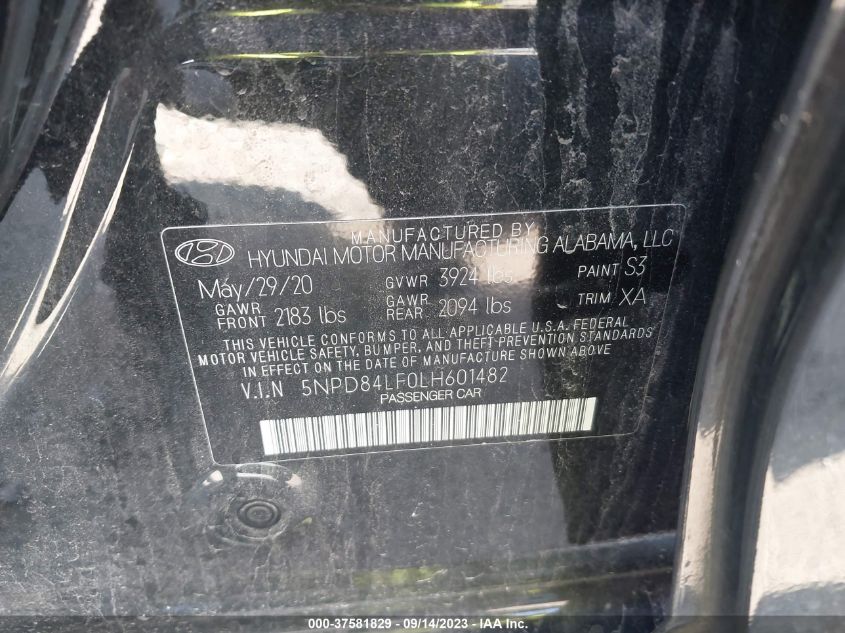 MANUFACTURED BY
HYUNDAI MOTOR MANUFACTURING ALABAMA, LLC
May/29/20 GVWR 3924 lbs PAINT S3
GAWR FRONT 2183 lbs GAWR REAR 2094 lbs TRIM XA
THIS VEHICLE CONFORMS TO ALL APPLICABLE U.S.A. FEDERAL
MOTOR VEHICLE SAFETY, BUMPER, AND THEFT PREVENTION STANDARDS
IN EFFECT ON THE DATE OF MANUFACTURE SHOWN ABOVE
V.I.N 5NPD84LF0LH601482
PASSENGER CAR
000-37581829 - 09/14/2023 - IAA